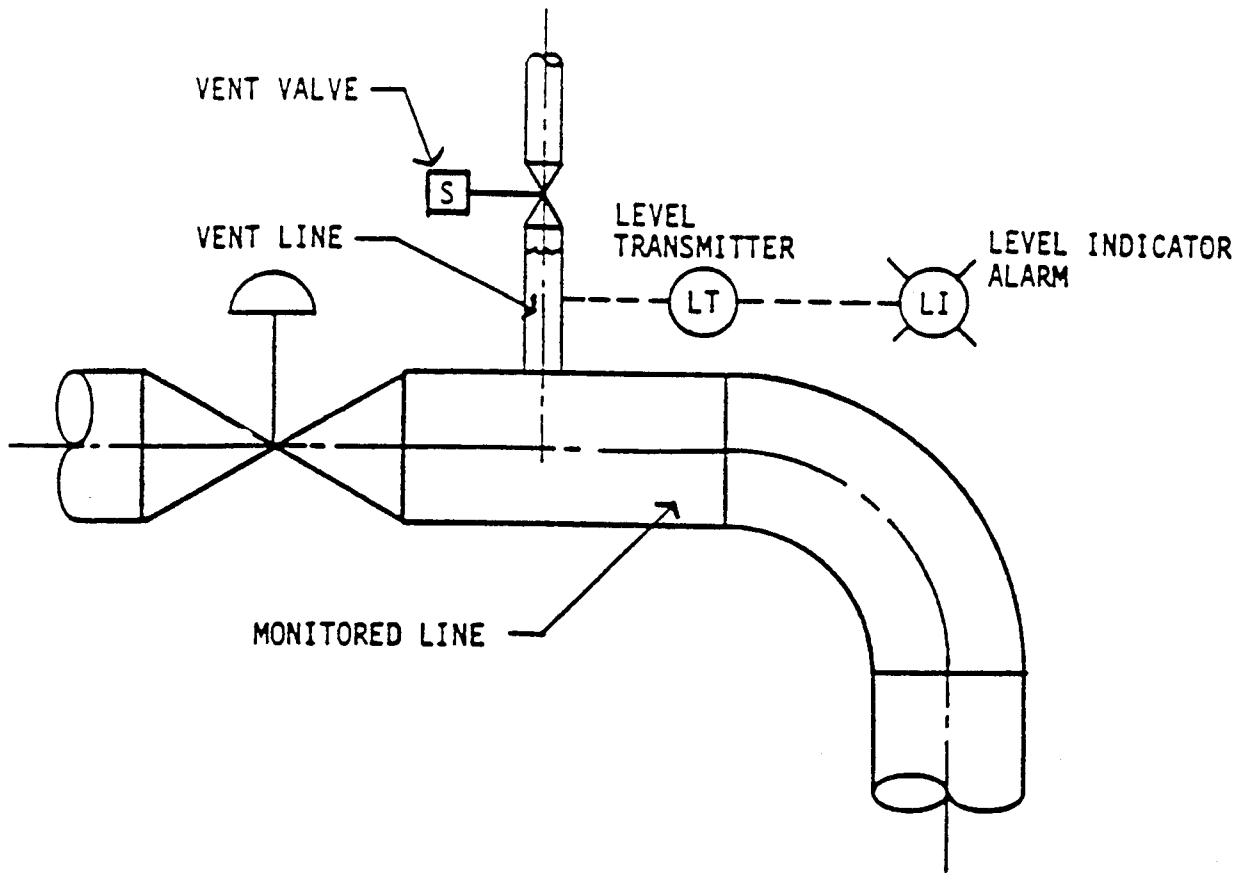 VENT VALVE
S
VENT LINE
LEVEL
TRANSMITTER
LEVEL INDICATOR
ALARM
LT
LI
MONITORED LINE